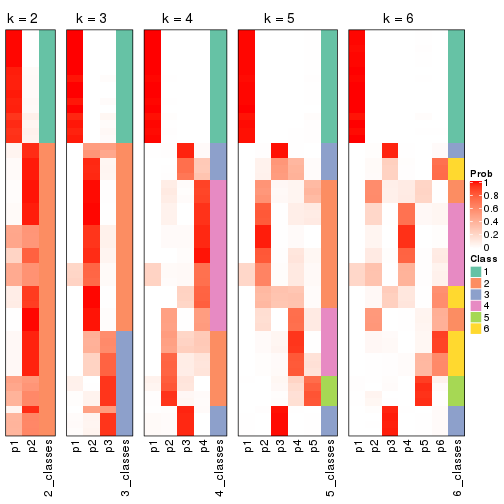 k = 2
k = 3
k = 4
k = 5
k = 6
p1
p2
2_classes
p1
p2
p3
3_classes
p1
p2
p3
p4
4_classes
p1
p2
p3
p4
p5
5_classes
p1
p2
p3
p4
p5
p6
6_classes
Prob
1
0.8
0.6
0.4
0.2
0
Class
1
2
3
4
5
6